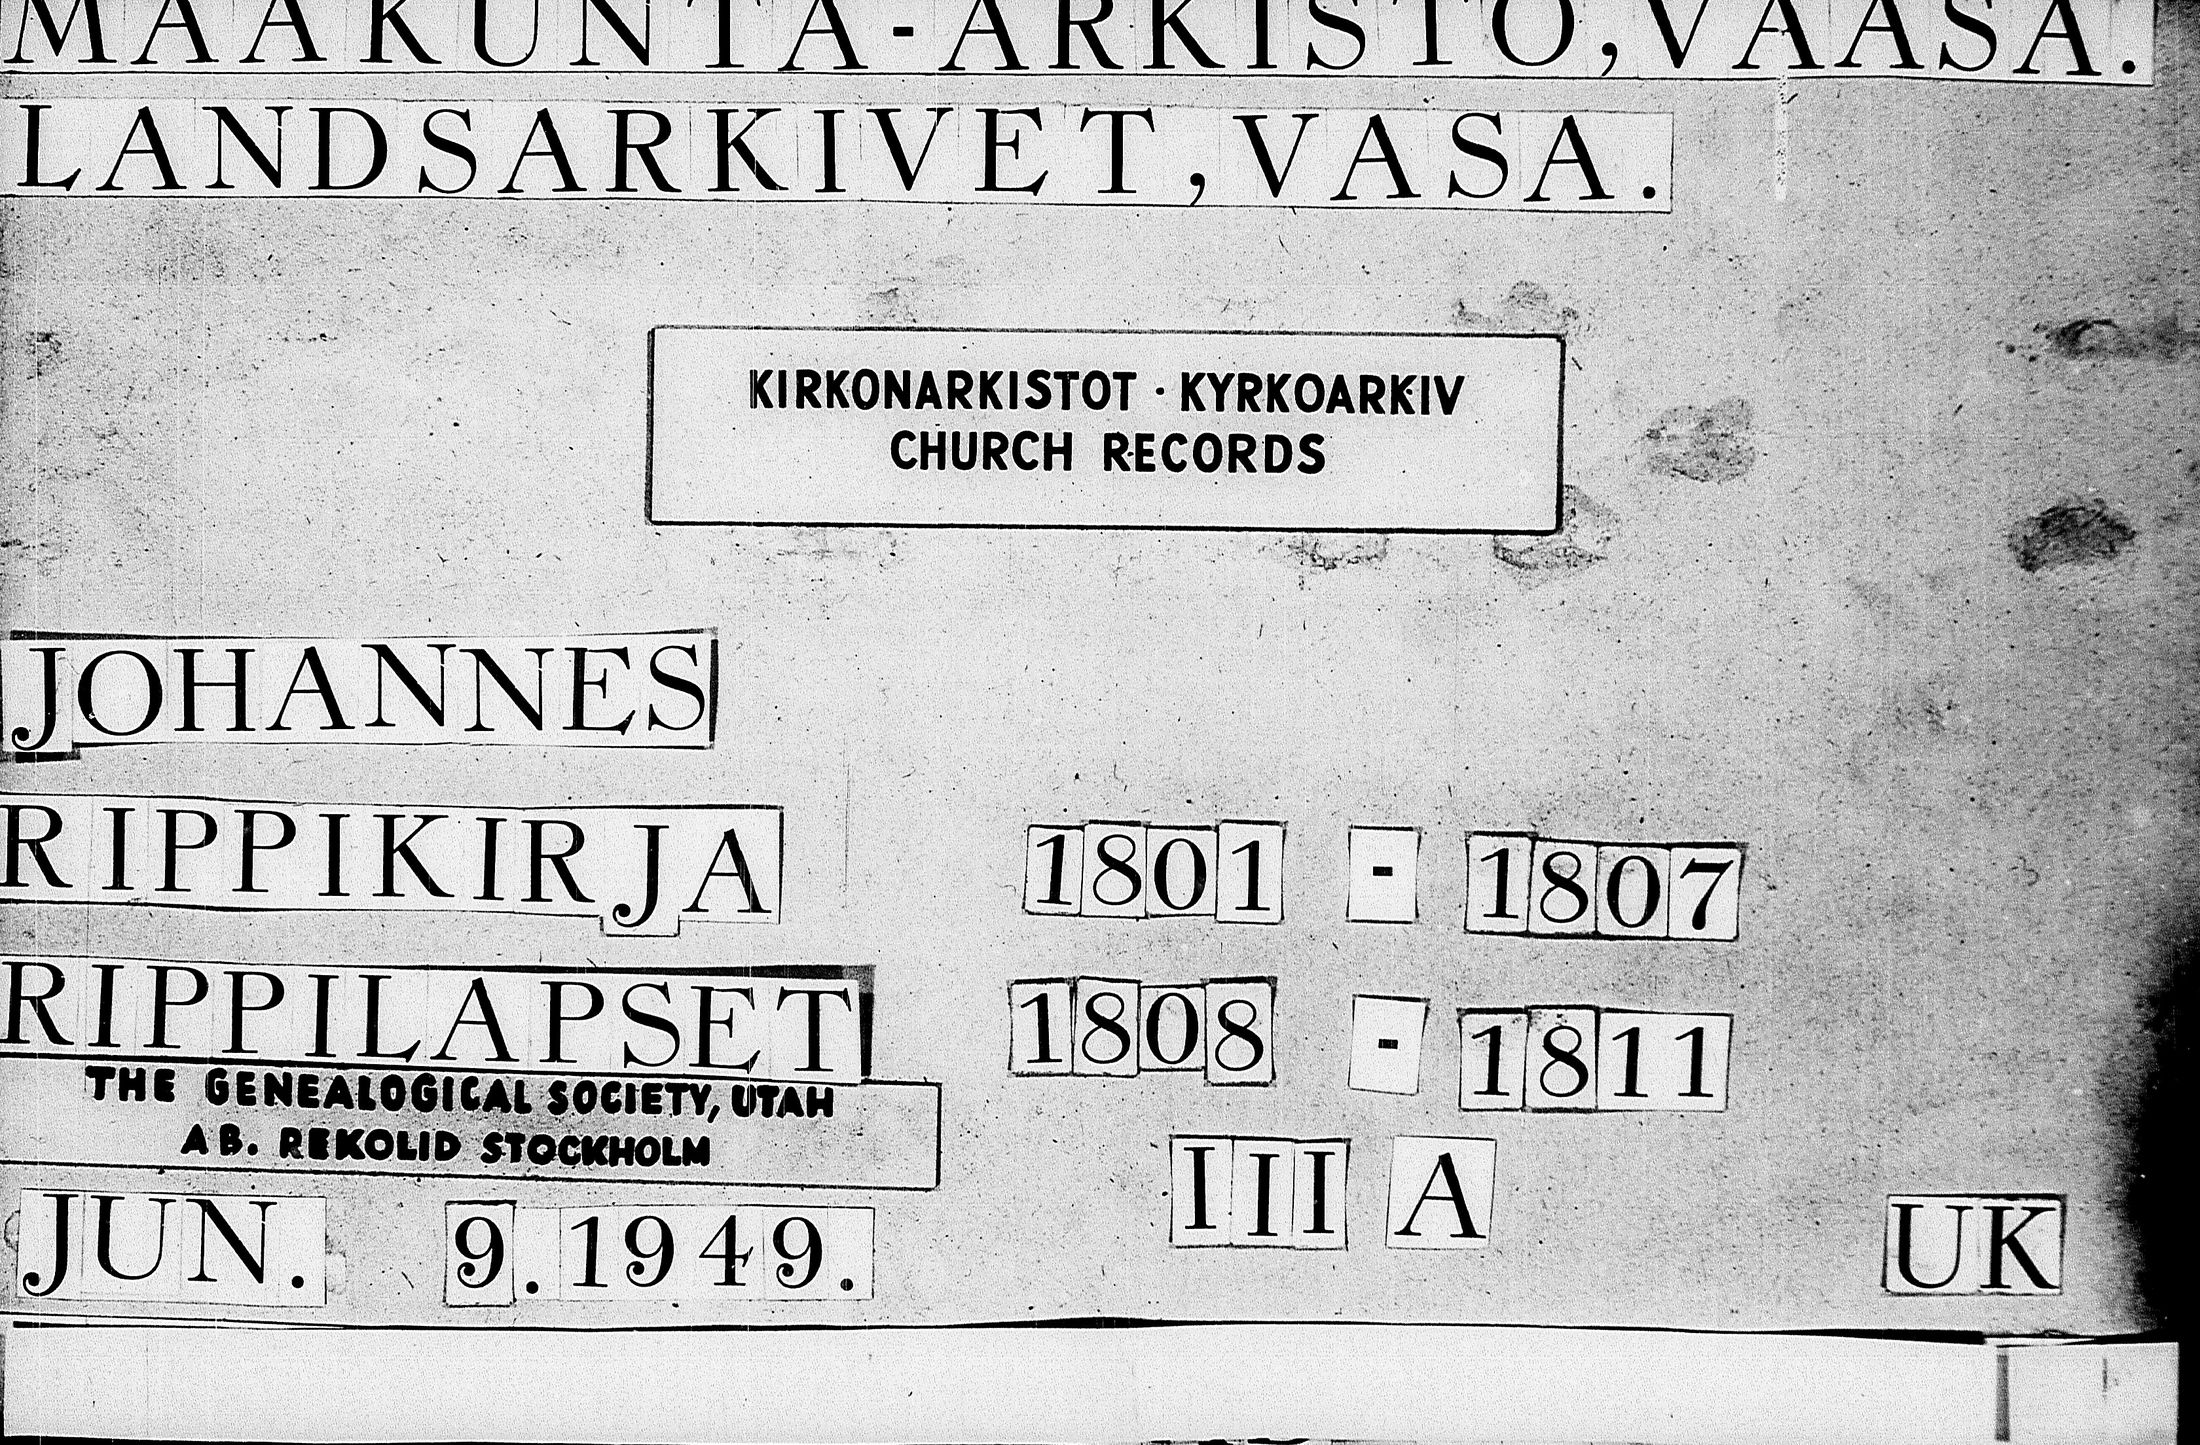 MAAKUNTA-ARKISTO, VAASA.
LANDSARKIVET, VASA.
KIRKONARKISTOT · KYRKOARKIV
CHURCH RECORDS
JOHANNES
RIPPIKIRJA 1801 - 1807
RIPPILAPSET 1808 - 1811
THE GENEALOGICAL SOCIETY, UTAH
AB. REKOLID STOCKHOLM
III A
JUN. 9. 1949.
UK